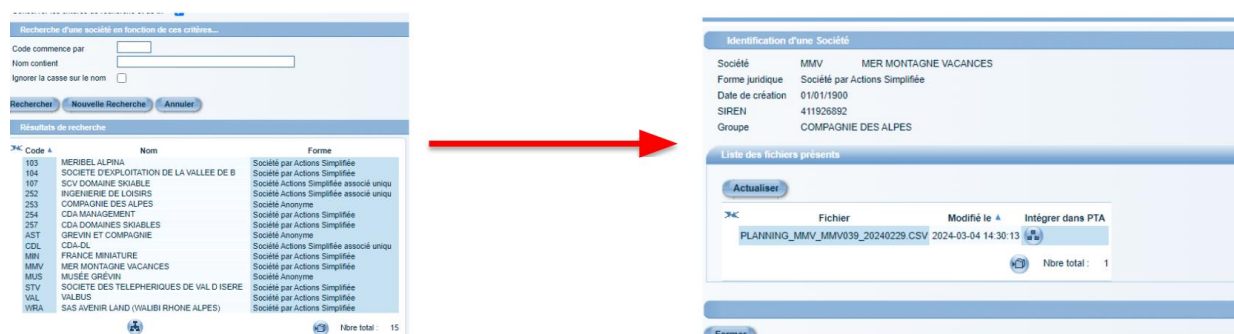 Recherche d'une société en fonction de ces critères...
Code commence par
Nom contient
Ignorer la casse sur le nom
Rechercher Nouvelle Recherche Annuler
Résultats de recherche
Code Nom Forme
103 MERIBEL ALPINA Société par Actions Simplifiée
104 SOCIETE D'EXPLOITATION DE LA VALLEE DE B Société par Actions Simplifiée
107 SCV DOMAINE SKIABLE Société Actions Simplifiée associé uniqu
252 INGENIERIE DE LOISIRS Société Actions Simplifiée associé uniqu
253 COMPAGNIE DES ALPES Société Anonyme
254 CDA MANAGEMENT Société par Actions Simplifiée
257 CDA DOMAINES SKIABLES Société par Actions Simplifiée
AST GREVIN ET COMPAGNIE Société Anonyme
CDL CDA-DL Société Actions Simplifiée associé uniqu
MIN FRANCE MINIATURE Société par Actions Simplifiée
MMV MER MONTAGNE VACANCES Société par Actions Simplifiée
MUS MUSÉE GRÉVIN Société Anonyme
STV SOCIETE DES TELEPHERIQUES DE VAL D ISERE Société par Actions Simplifiée
VAL VALBUS Société par Actions Simplifiée
WRA SAS AVENIR LAND (WALIBI RHONE ALPES) Société par Actions Simplifiée
Nbre total : 15
Identification d'une Société
Société MMV MER MONTAGNE VACANCES
Forme juridique Société par Actions Simplifiée
Date de création 01/01/1900
SIREN 411926892
Groupe COMPAGNIE DES ALPES
Liste des fichiers présents
Actualiser
Fichier Modifié le Intégrer dans PTA
PLANNING_MMV_MMV039_20240229.CSV 2024-03-04 14:30:13
Nbre total : 1
Fermer